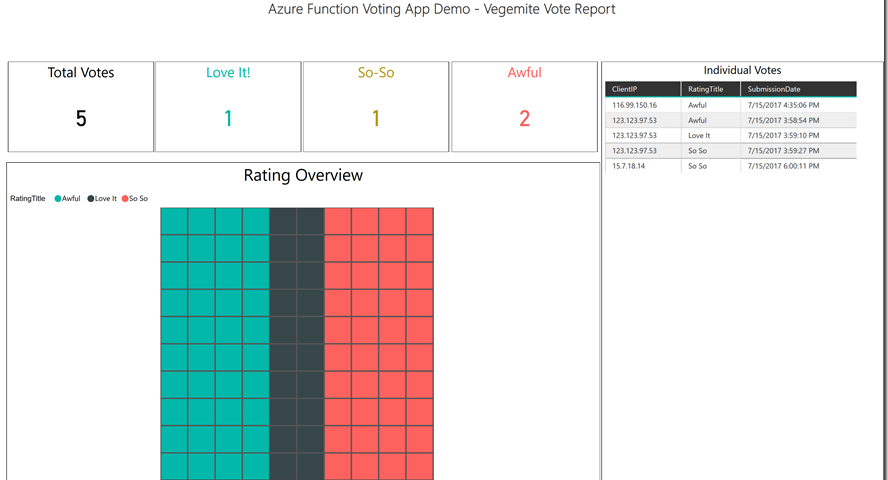 Azure Function Voting App Demo - Vegemite Vote Report
Total Votes
5
Love It!
1
So-So
1
Awful
2
Individual Votes
ClientIP RatingTitle SubmissionDate
116.99.150.16 Awful 7/15/2017 4:35:06 PM
123.123.97.53 Awful 7/15/2017 3:58:54 PM
123.123.97.53 Love It 7/15/2017 3:59:10 PM
123.123.97.53 So So 7/15/2017 3:59:27 PM
15.7.18.14 So So 7/15/2017 6:00:11 PM
Rating Overview
RatingTitle Awful Love It So So